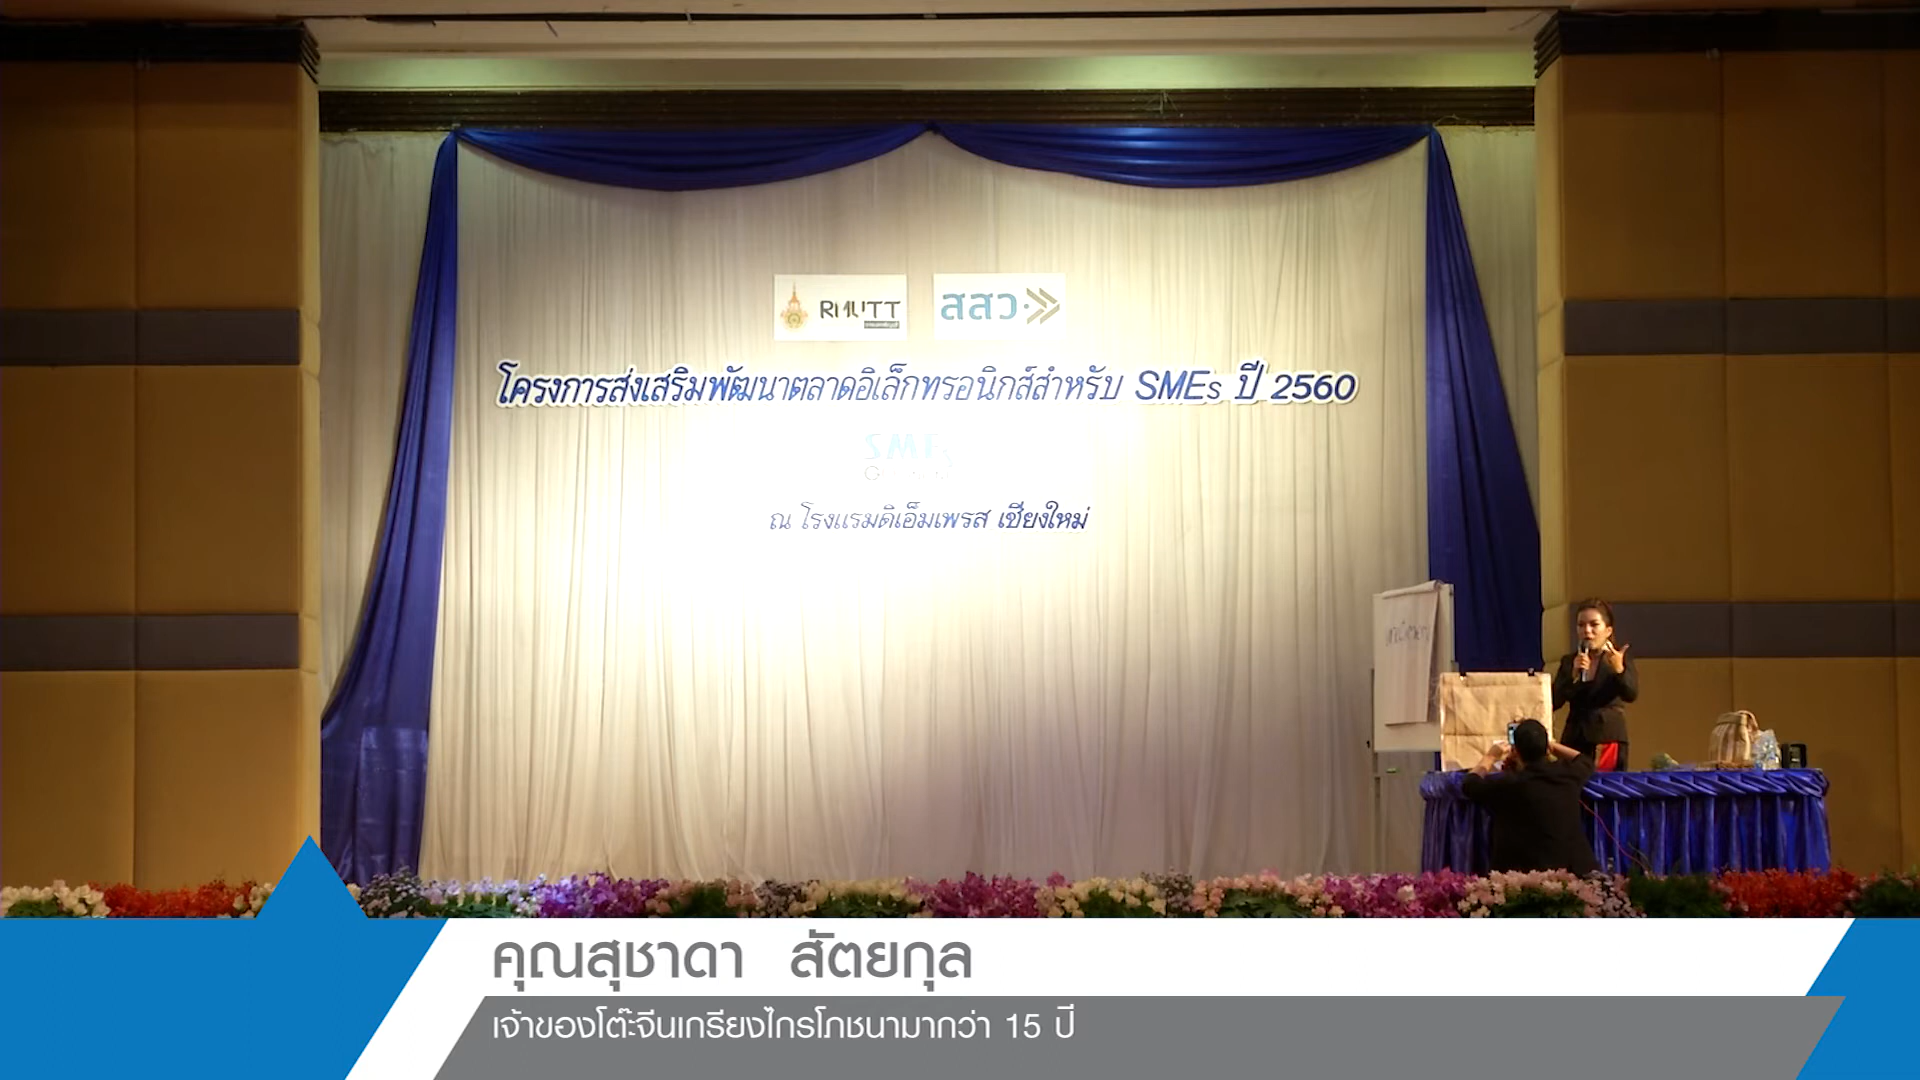 RMUTT
สสว
โครงการส่งเสริมพัฒนาตลาดอิเล็กทรอนิกส์สำหรับ SMEs ปี 2560
SMEs
ณ โรงแรมดิเอ็มเพรส เชียงใหม่
คุณสุชาดา สัตยกุล
เจ้าของโต๊ะจีนเกรียงไกรโภชนามากว่า 15 ปี